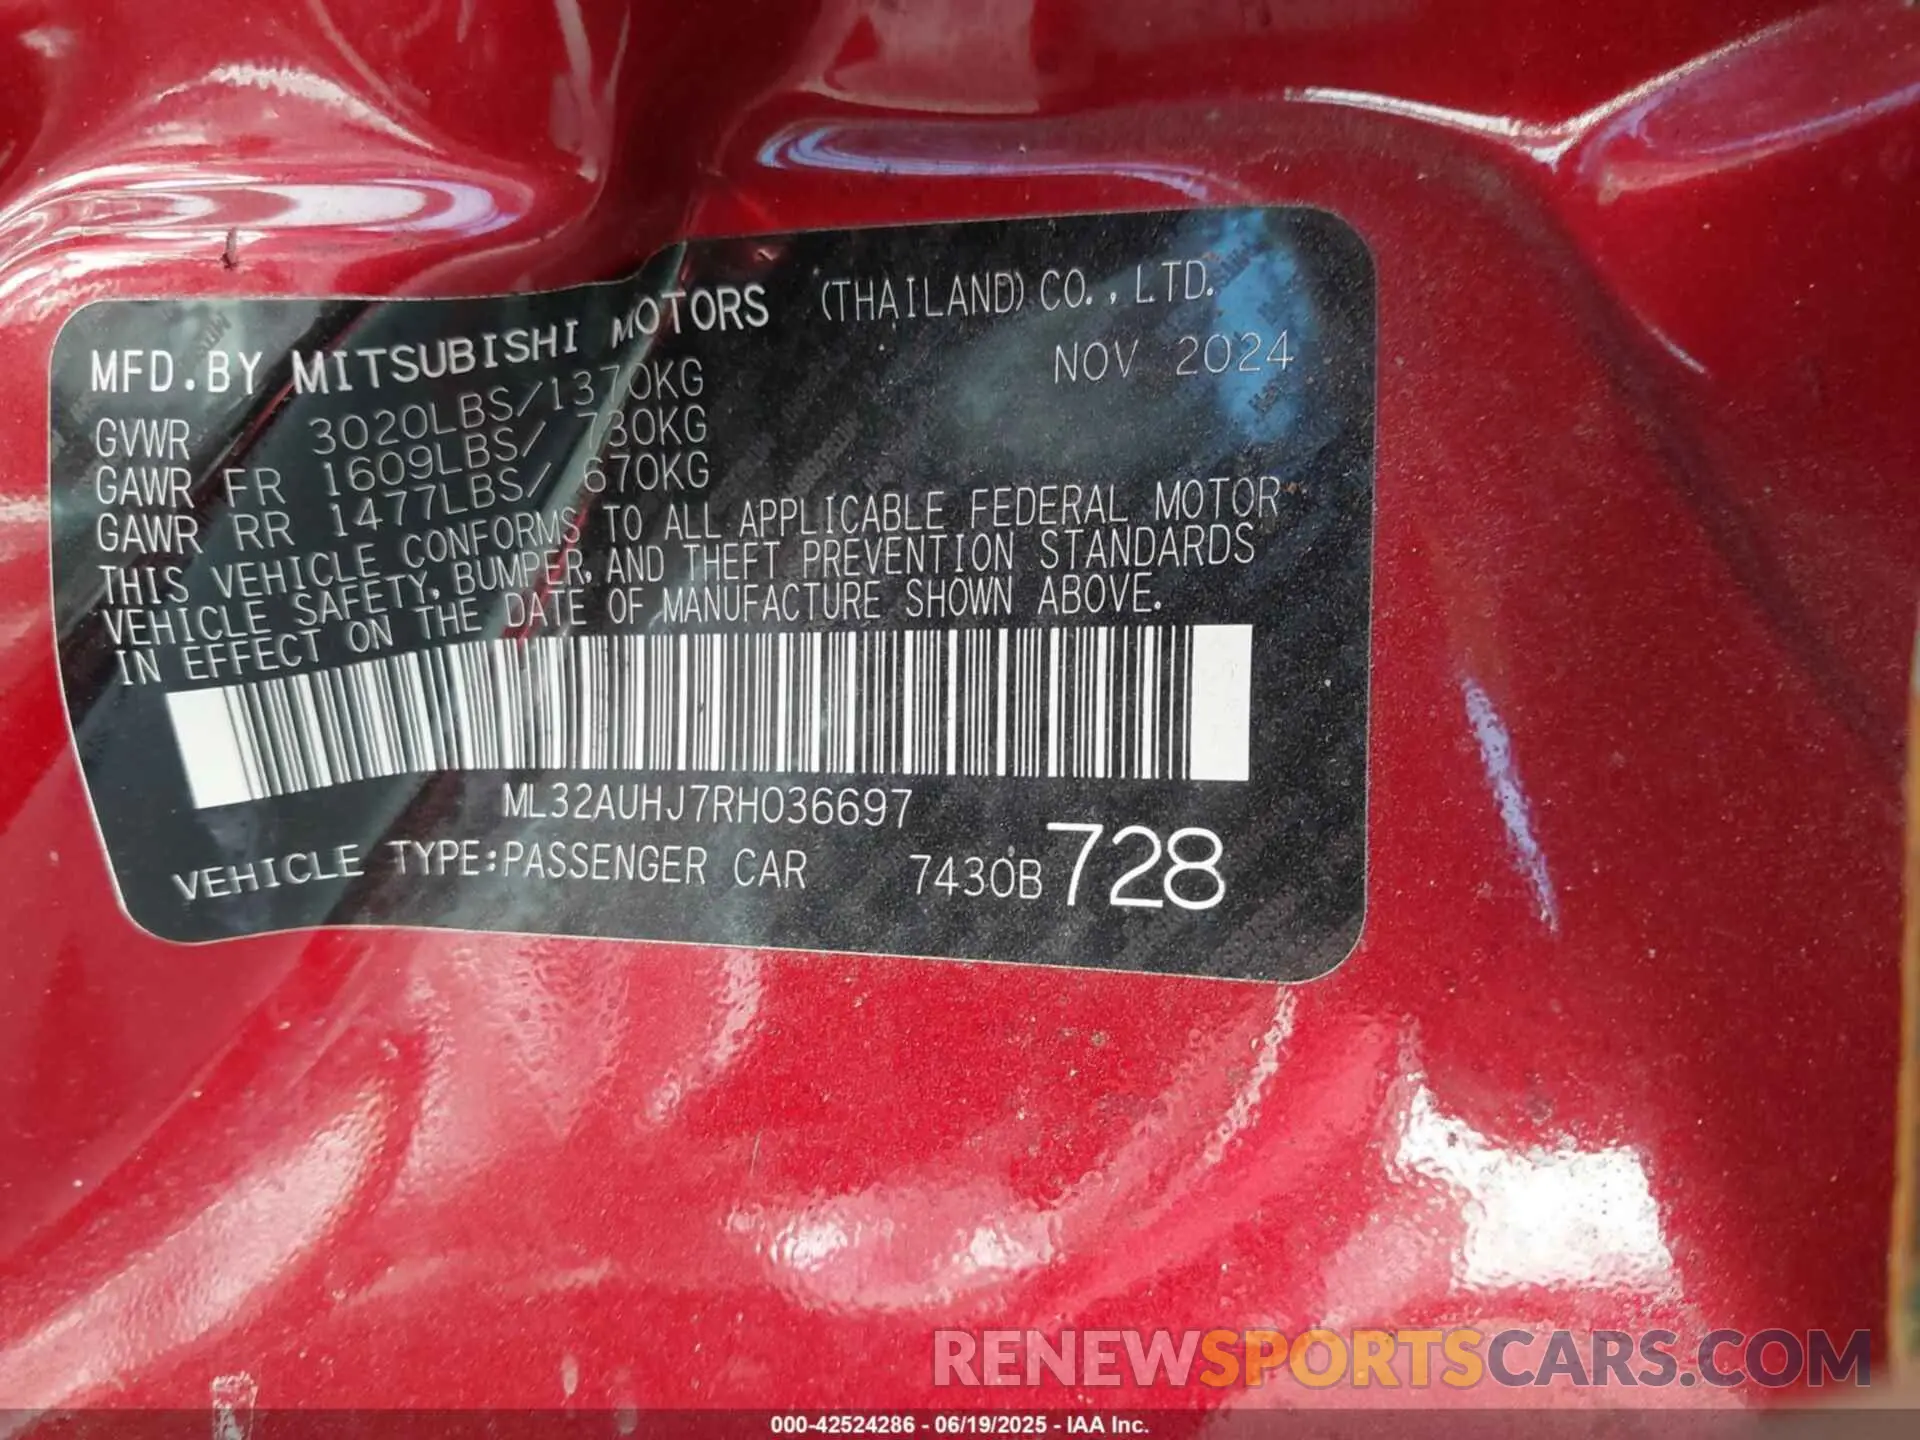 MFD.BY MITSUBISHI MOTORS (THAILAND) CO., LTD.
NOV 2024
GVWR 3020LBS/1370KG
GAWR FR 1609LBS/ 730KG
GAWR RR 1477LBS/ 670KG
THIS VEHICLE CONFORMS TO ALL APPLICABLE FEDERAL MOTOR
VEHICLE SAFETY, BUMPER, AND THEFT PREVENTION STANDARDS
IN EFFECT ON THE DATE OF MANUFACTURE SHOWN ABOVE.
ML32AUHJ7RH036697
VEHICLE TYPE:PASSENGER CAR 7430B 728
RENEWSPORTSCARS.COM
000-42524286 - 06/19/2025 - IAA Inc.